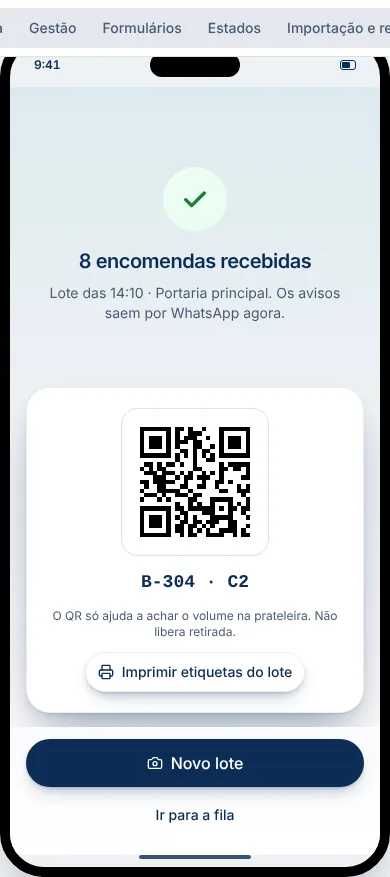 Gestão Formulários Estados Importação e re
9:41
8 encomendas recebidas
Lote das 14:10 · Portaria principal. Os avisos
saem por WhatsApp agora.
B-304 · C2
O QR só ajuda a achar o volume na prateleira. Não
libera retirada.
Imprimir etiquetas do lote
Novo lote
Ir para a fila